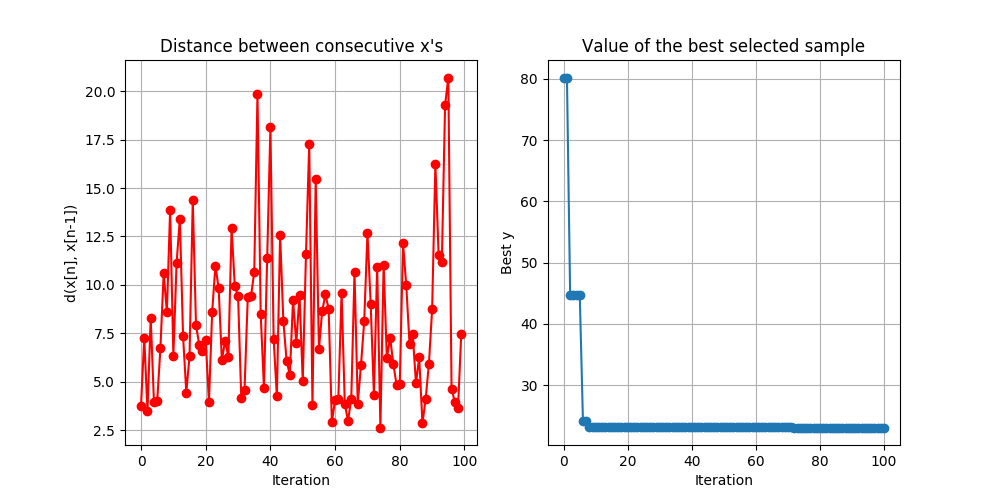 Distance between consecutive x's
d(x[n], x[n-1])
20.0
17.5
15.0
12.5
10.0
7.5
5.0
2.5
0 20 40 60 80 100
Iteration
Value of the best selected sample
Best y
80
70
60
50
40
30
0 20 40 60 80 100
Iteration